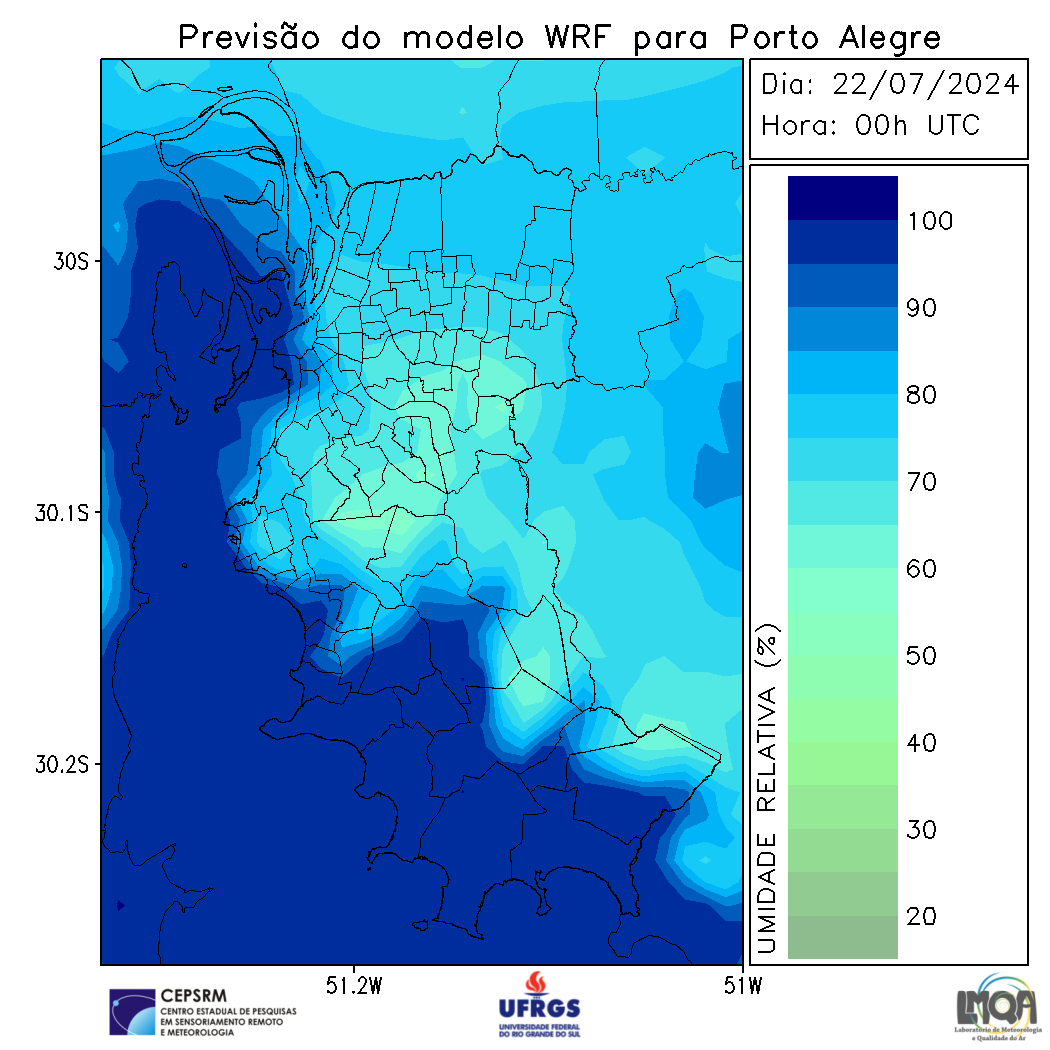 Previsão do modelo WRF para Porto Alegre
Dia: 22/07/2024
Hora: 00h UTC
30S
30.1S
30.2S
51.2W
51W
100
90
80
70
60
50
40
30
20
UMIDADE RELATIVA (%)
CEPSRM
CENTRO ESTADUAL DE PESQUISAS
EM SENSORIAMENTO REMOTO
E METEOROLOGIA
UFRGS
UNIVERSIDADE FEDERAL
DO RIO GRANDE DO SUL
LMQA
Laboratório de Meteorologia
e Qualidade do Ar